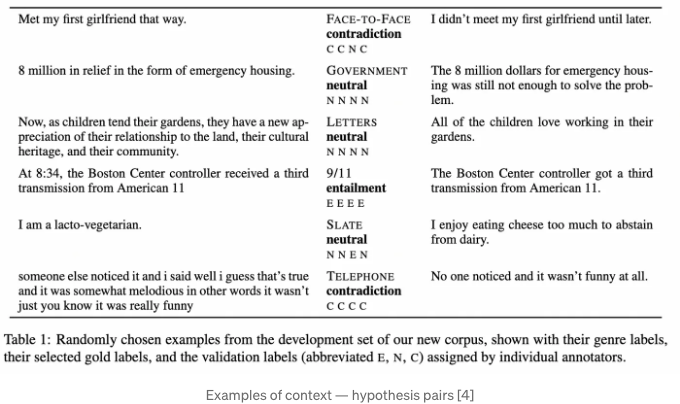 Met my first girlfriend that way.
FACE-TO-FACE
contradiction
C C N C
I didn't meet my first girlfriend until later.
8 million in relief in the form of emergency housing.
GOVERNMENT
neutral
N N N N
The 8 million dollars for emergency hous-
ing was still not enough to solve the prob-
lem.
Now, as children tend their gardens, they have a new ap-
preciation of their relationship to the land, their cultural
heritage, and their community.
LETTERS
neutral
N N N N
All of the children love working in their
gardens.
At 8:34, the Boston Center controller received a third
transmission from American 11
9/11
entailment
E E E E
The Boston Center controller got a third
transmission from American 11.
I am a lacto-vegetarian.
SLATE
neutral
N N E N
I enjoy eating cheese too much to abstain
from dairy.
someone else noticed it and i said well i guess that's true
and it was somewhat melodious in other words it wasn't
just you know it was really funny
TELEPHONE
contradiction
C C C C
No one noticed and it wasn't funny at all.
Table 1: Randomly chosen examples from the development set of our new corpus, shown with their genre labels,
their selected gold labels, and the validation labels (abbreviated E, N, C) assigned by individual annotators.
Examples of context — hypothesis pairs [4]